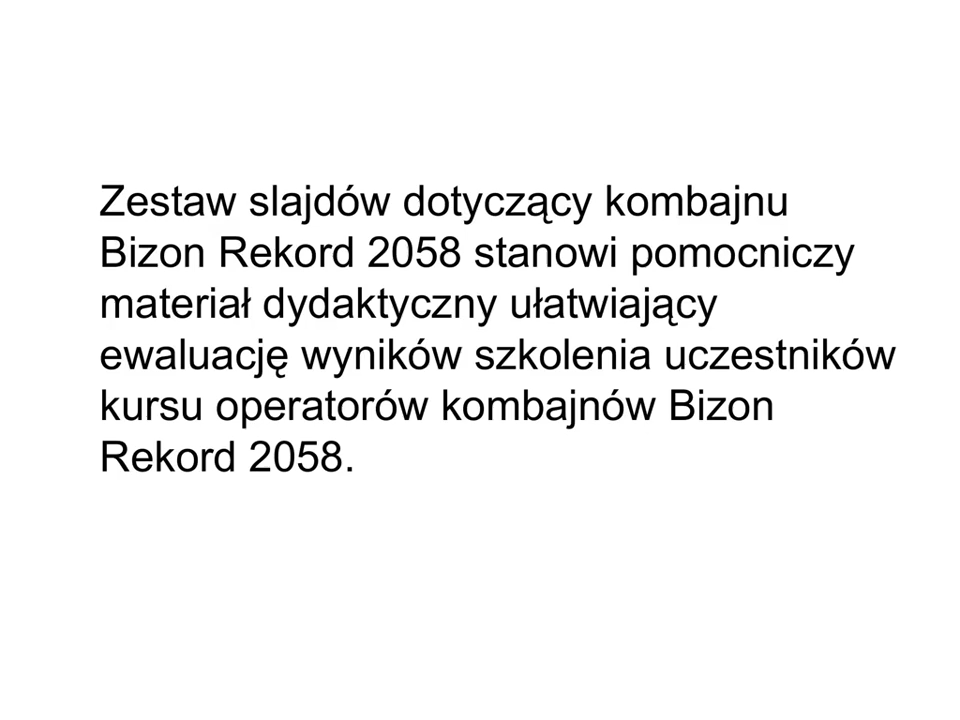 Zestaw slajdów dotyczący kombajnu
Bizon Rekord 2058 stanowi pomocniczy
materiał dydaktyczny ułatwiający
ewaluację wyników szkolenia uczestników
kursu operatorów kombajnów Bizon
Rekord 2058.